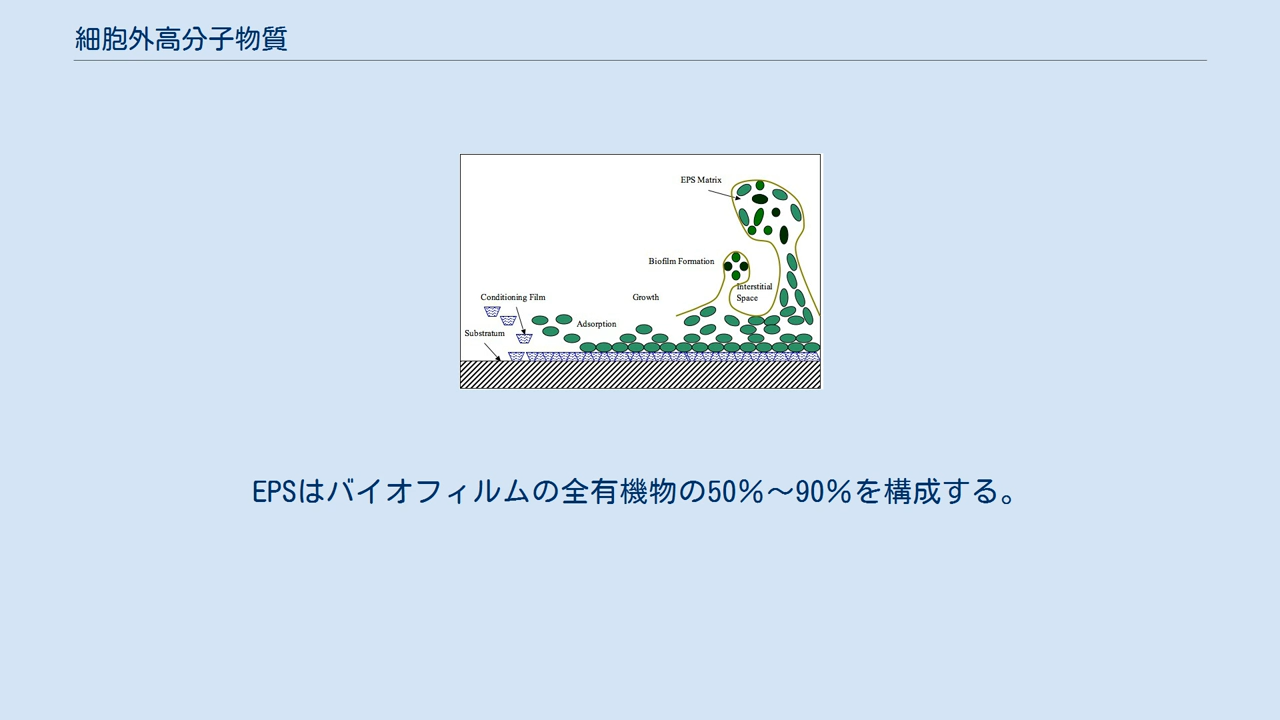 細胞外高分子物質
EPS Matrix
Biofilm Formation
Interstitial
Space
Conditioning Film
Growth
Adsorption
Substratum
EPSはバイオフィルムの全有機物の50％～90％を構成する。